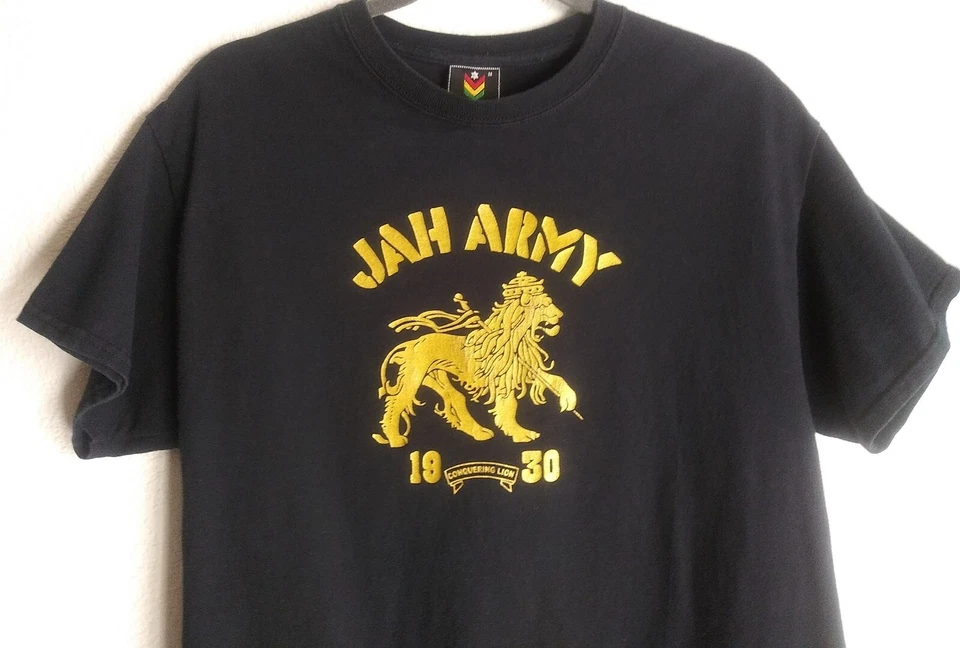 JAH ARMY
19 CONQUERING LION 30